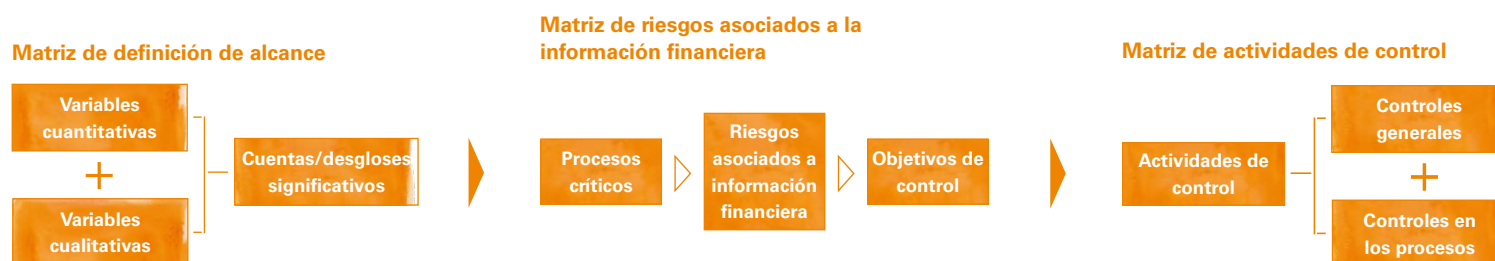 Matriz de definición de alcance
Variables
cuantitativas
+
Variables
cualitativas
Cuentas/desgloses
significativos
Matriz de riesgos asociados a la
información financiera
Procesos
críticos
Riesgos
asociados a
información
financiera
Objetivos de
control
Matriz de actividades de control
Actividades de
control
Controles
generales
+
Controles en
los procesos